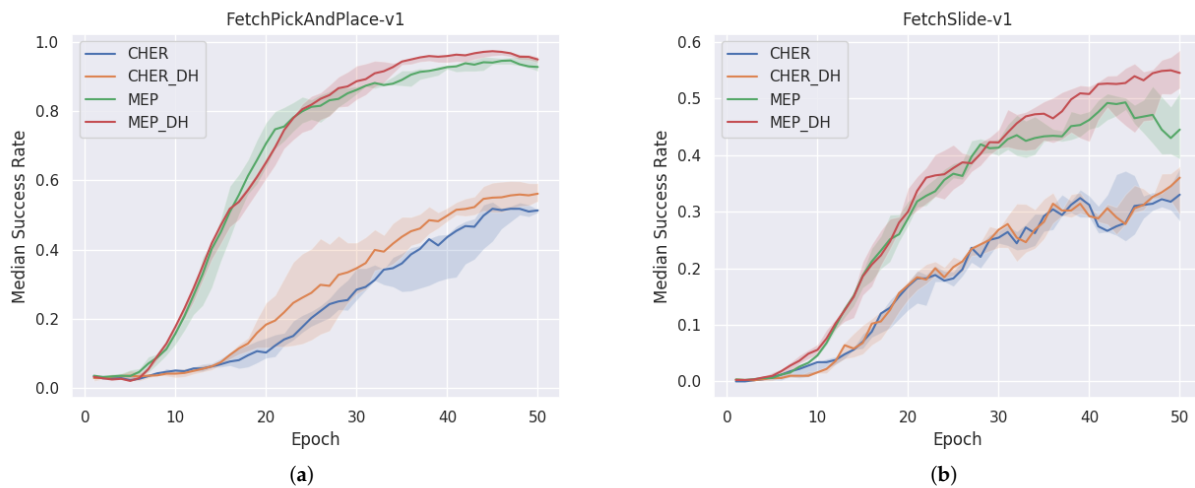 FetchPickAndPlace-v1
1.0
0.8
0.6
0.4
0.2
0.0
Median Success Rate
CHER
CHER_DH
MEP
MEP_DH
0 10 20 30 40 50
Epoch
(a)
FetchSlide-v1
0.6
0.5
0.4
0.3
0.2
0.1
0.0
Median Success Rate
CHER
CHER_DH
MEP
MEP_DH
0 10 20 30 40 50
Epoch
(b)